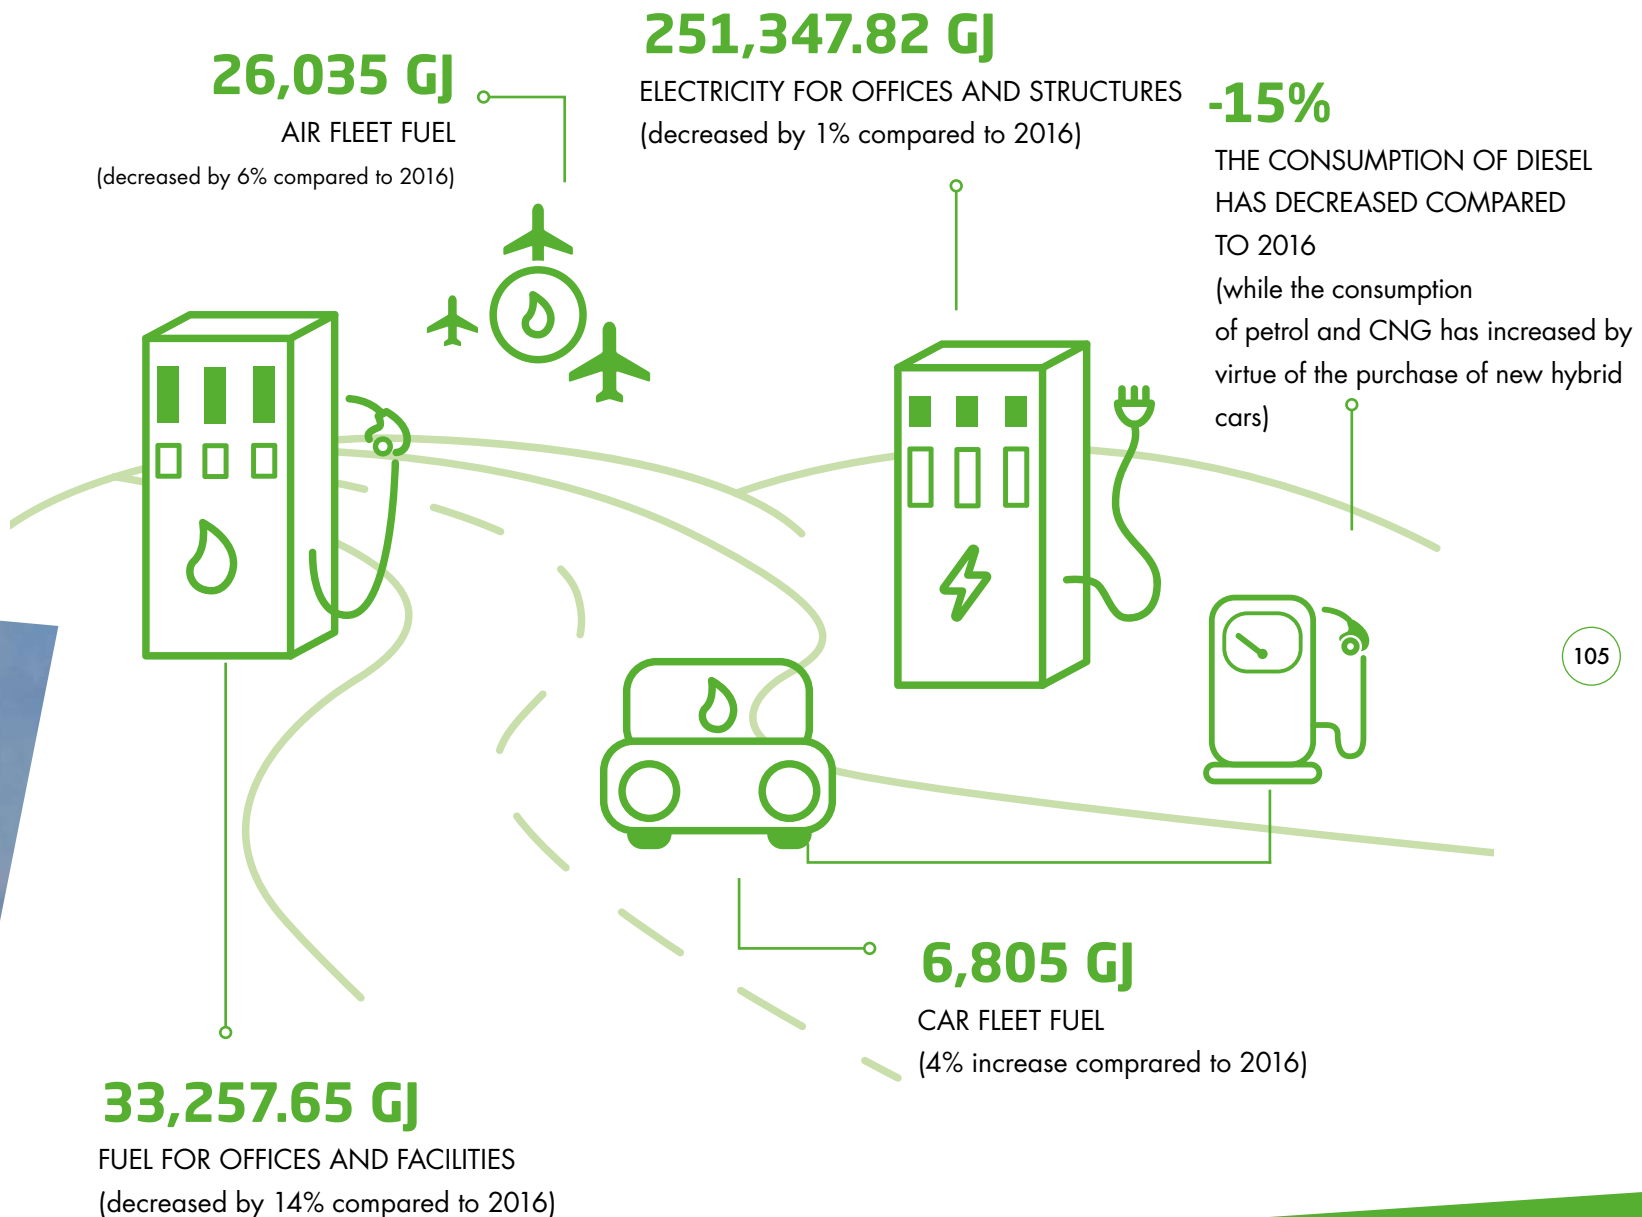 26,035 GJ
AIR FLEET FUEL
(decreased by 6% compared to 2016)
251,347.82 GJ
ELECTRICITY FOR OFFICES AND STRUCTURES
(decreased by 1% compared to 2016)
-15%
THE CONSUMPTION OF DIESEL
HAS DECREASED COMPARED
TO 2016
(while the consumption
of petrol and CNG has increased by
virtue of the purchase of new hybrid
cars)
105
6,805 GJ
CAR FLEET FUEL
(4% increase comprared to 2016)
33,257.65 GJ
FUEL FOR OFFICES AND FACILITIES
(decreased by 14% compared to 2016)